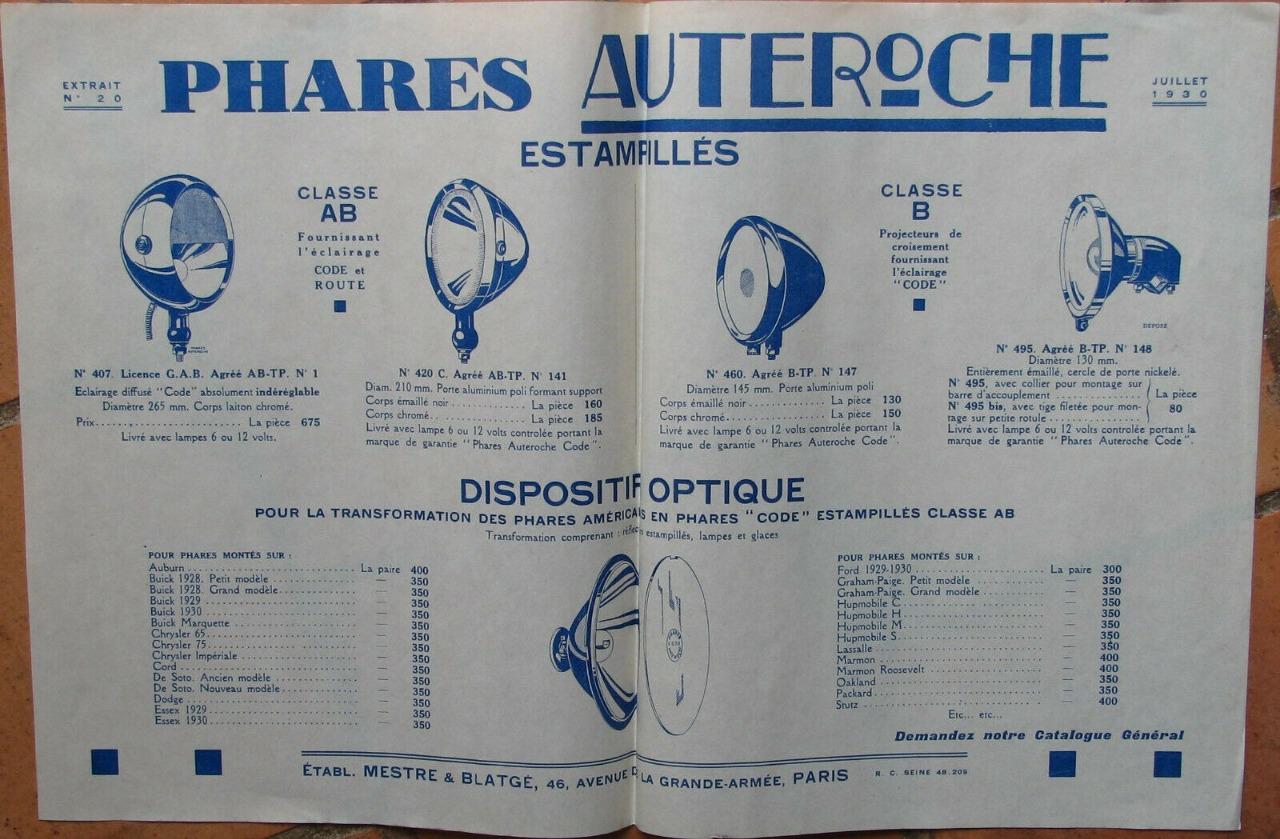 EXTRAIT
N° 20
PHARES AUTEROCHE
JUILLET
1930
ESTAMPILLÉS
CLASSE
AB
Fournissant
l'éclairage
CODE et
ROUTE
CLASSE
B
Projecteurs de
croisement
fournissant
l'éclairage
"CODE"
PHARES
AUTEROCHE
DÉPOSÉ
N° 407. Licence G.A.B. Agréé AB-TP. N° 1
Eclairage diffusé "Code" absolument indéréglable
Diamètre 265 mm. Corps laiton chromé.
Prix.............................. La pièce 675
Livré avec lampes 6 ou 12 volts.
N° 420 C. Agréé AB-TP. N° 141
Diam. 210 mm. Porte aluminium poli formant support
Corps émaillé noir............ La pièce 160
Corps chromé................ La pièce 185
Livré avec lampe 6 ou 12 volts controlée portant la
marque de garantie "Phares Auteroche Code".
N° 460. Agréé B-TP. N° 147
Diamètre 145 mm. Porte aluminium poli
Corps émaillé noir............ La pièce 130
Corps chromé................ La pièce 150
Livré avec lampe 6 ou 12 volts controlée portant la
marque de garantie "Phares Auteroche Code".
N° 495. Agréé B-TP. N° 148
Diamètre 130 mm.
Entièrement émaillé, cercle de porte nickelé.
N° 495, avec collier pour montage sur
barre d'accouplement ................
N° 495 bis, avec tige filetée pour mon-
tage sur petite rotule ................
La pièce
80
Livré avec lampe 6 ou 12 volts controlée portant la
marque de garantie "Phares Auteroche Code".
DISPOSITIF OPTIQUE
POUR LA TRANSFORMATION DES PHARES AMÉRICAINS EN PHARES "CODE" ESTAMPILLÉS CLASSE AB
Transformation comprenant : estampillés, lampes et glaces
POUR PHARES MONTÉS SUR :
Auburn .......................... La paire 400
Buick 1928. Petit modèle ................ — 350
Buick 1928. Grand modèle................ — 350
Buick 1929 .......................... — 350
Buick 1930 .......................... — 350
Buick Marquette ...................... — 350
Chrysler 65.......................... — 350
Chrysler 75.......................... — 350
Chrysler Impériale .................... — 350
Cord .............................. — 350
De Soto. Ancien modèle ................ — 350
De Soto. Nouveau modèle................ — 350
Dodge .............................. — 350
Essex 1929 .......................... — 350
Essex 1930 .......................... — 350
POUR PHARES MONTÉS SUR :
Ford 1929-1930 ...................... La paire 300
Graham-Paige. Petit modèle .............. — 350
Graham-Paige. Grand modèle.............. — 350
Hupmobile C .......................... — 350
Hupmobile H .......................... — 350
Hupmobile M.......................... — 350
Hupmobile S.......................... — 350
Lassalle ............................ — 350
Marmon .............................. — 400
Marmon Roosevelt ...................... — 400
Oakland ............................ — 350
Packard.............................. — 350
Stutz .............................. — 400
Etc... etc...
Demandez notre Catalogue Général
ÉTABL. MESTRE & BLATGÉ, 46, AVENUE DE LA GRANDE-ARMÉE, PARIS
R. C. SEINE 48.209